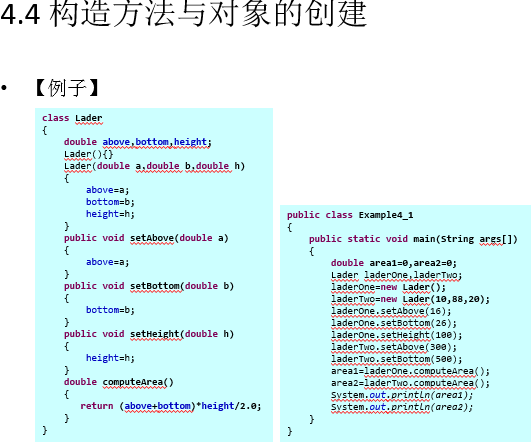 4.4 构造方法与对象的创建
• 【例子】
class Lader
{
double above,bottom,height;
Lader(){}
Lader(double a,double b,double h)
{
above=a;
bottom=b;
height=h;
}
public void setAbove(double a)
{
above=a;
}
public void setBottom(double b)
{
bottom=b;
}
public void setHeight(double h)
{
height=h;
}
double computeArea()
{
return (above+bottom)*height/2.0;
}
}
public class Example4_1
{
public static void main(String args[])
{
double area1=0,area2=0;
Lader laderOne,laderTwo;
laderOne=new Lader();
laderTwo=new Lader(10,88,20);
laderOne.setAbove(16);
laderOne.setBottom(26);
laderOne.setHeight(100);
laderTwo.setAbove(300);
laderTwo.setBottom(500);
area1=laderOne.computeArea();
area2=laderTwo.computeArea();
System.out.println(area1);
System.out.println(area2);
}
}